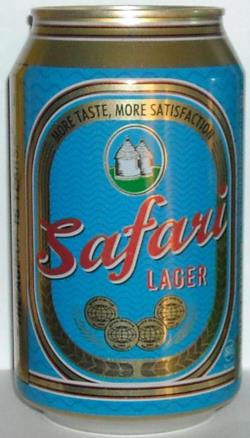 MORE TASTE, MORE SATISFACTION
Safari
LAGER